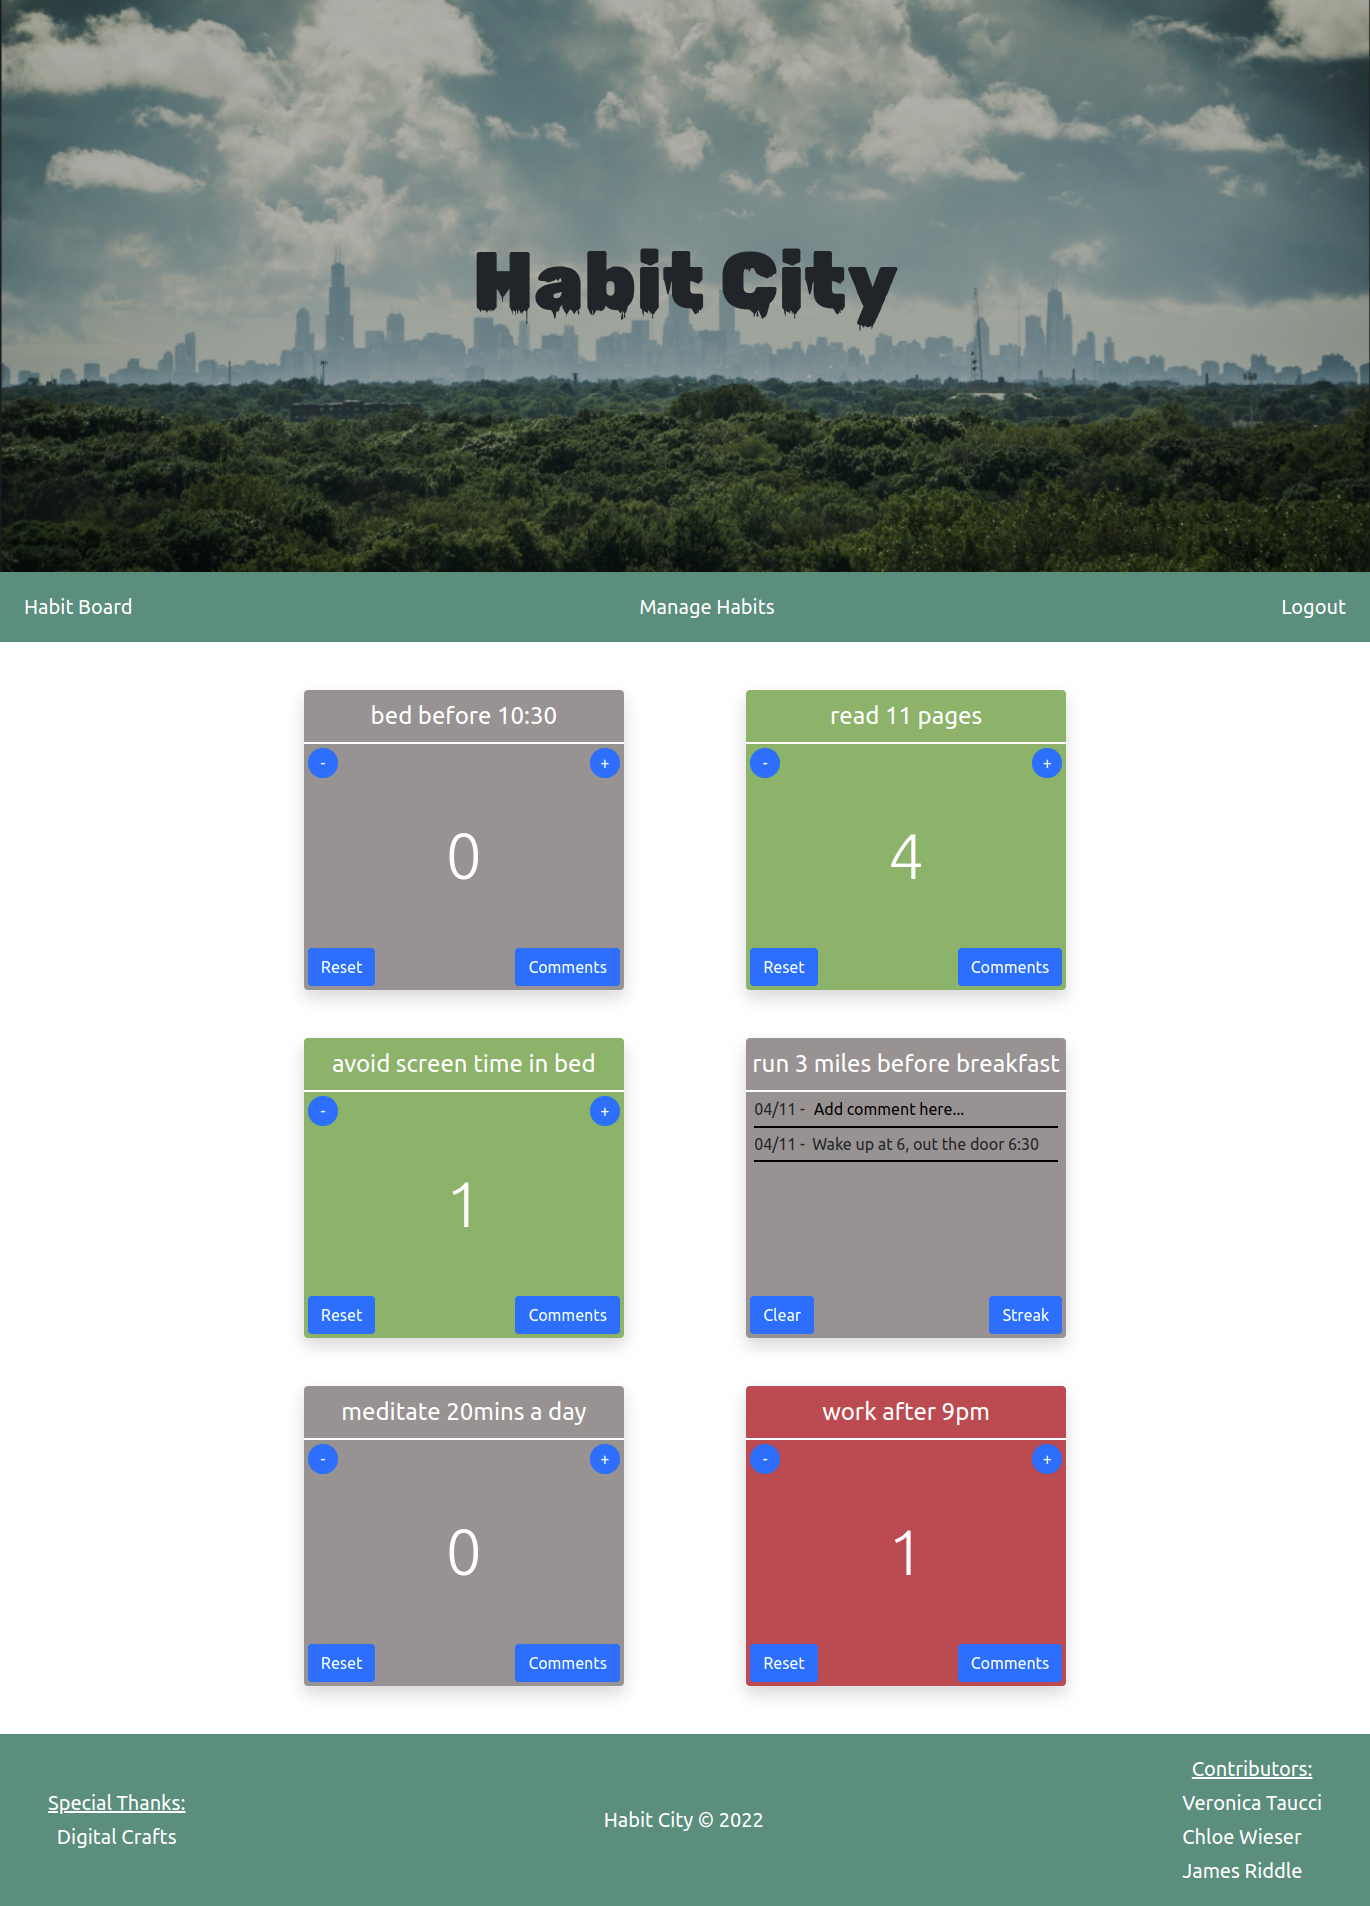 Habit City
Habit Board
Manage Habits
Logout
bed before 10:30
- +
0
Reset
Comments
read 11 pages
- +
4
Reset
Comments
avoid screen time in bed
- +
1
Reset
Comments
run 3 miles before breakfast
04/11 - Add comment here...
04/11 - Wake up at 6, out the door 6:30
Clear
Streak
meditate 20mins a day
- +
0
Reset
Comments
work after 9pm
- +
1
Reset
Comments
Special Thanks:
Digital Crafts
Habit City © 2022
Contributors:
Veronica Taucci
Chloe Wieser
James Riddle